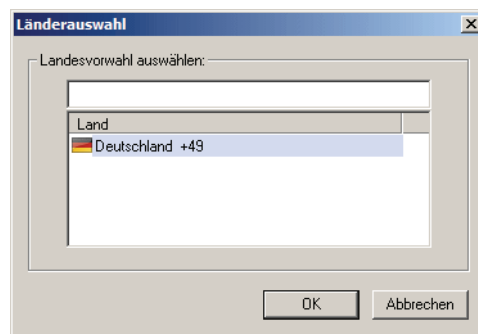 Länderauswahl
Landesvorwahl auswählen:
Land
Deutschland +49
OK
Abbrechen